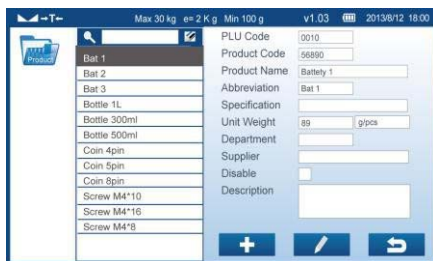 →T← Max 30 kg e= 2 K g Min 100 g v1.03 2013/8/12 18:00
Product
Bat 1
Bat 2
Bat 3
Bottle 1L
Bottle 300ml
Bottle 500ml
Coin 4pin
Coin 5pin
Coin 8pin
Screw M4*10
Screw M4*16
Screw M4*8
PLU Code 0010
Product Code 56890
Product Name Battety 1
Abbreviation Bat 1
Specification
Unit Weight 89 g/pcs
Department
Supplier
Disable
Description